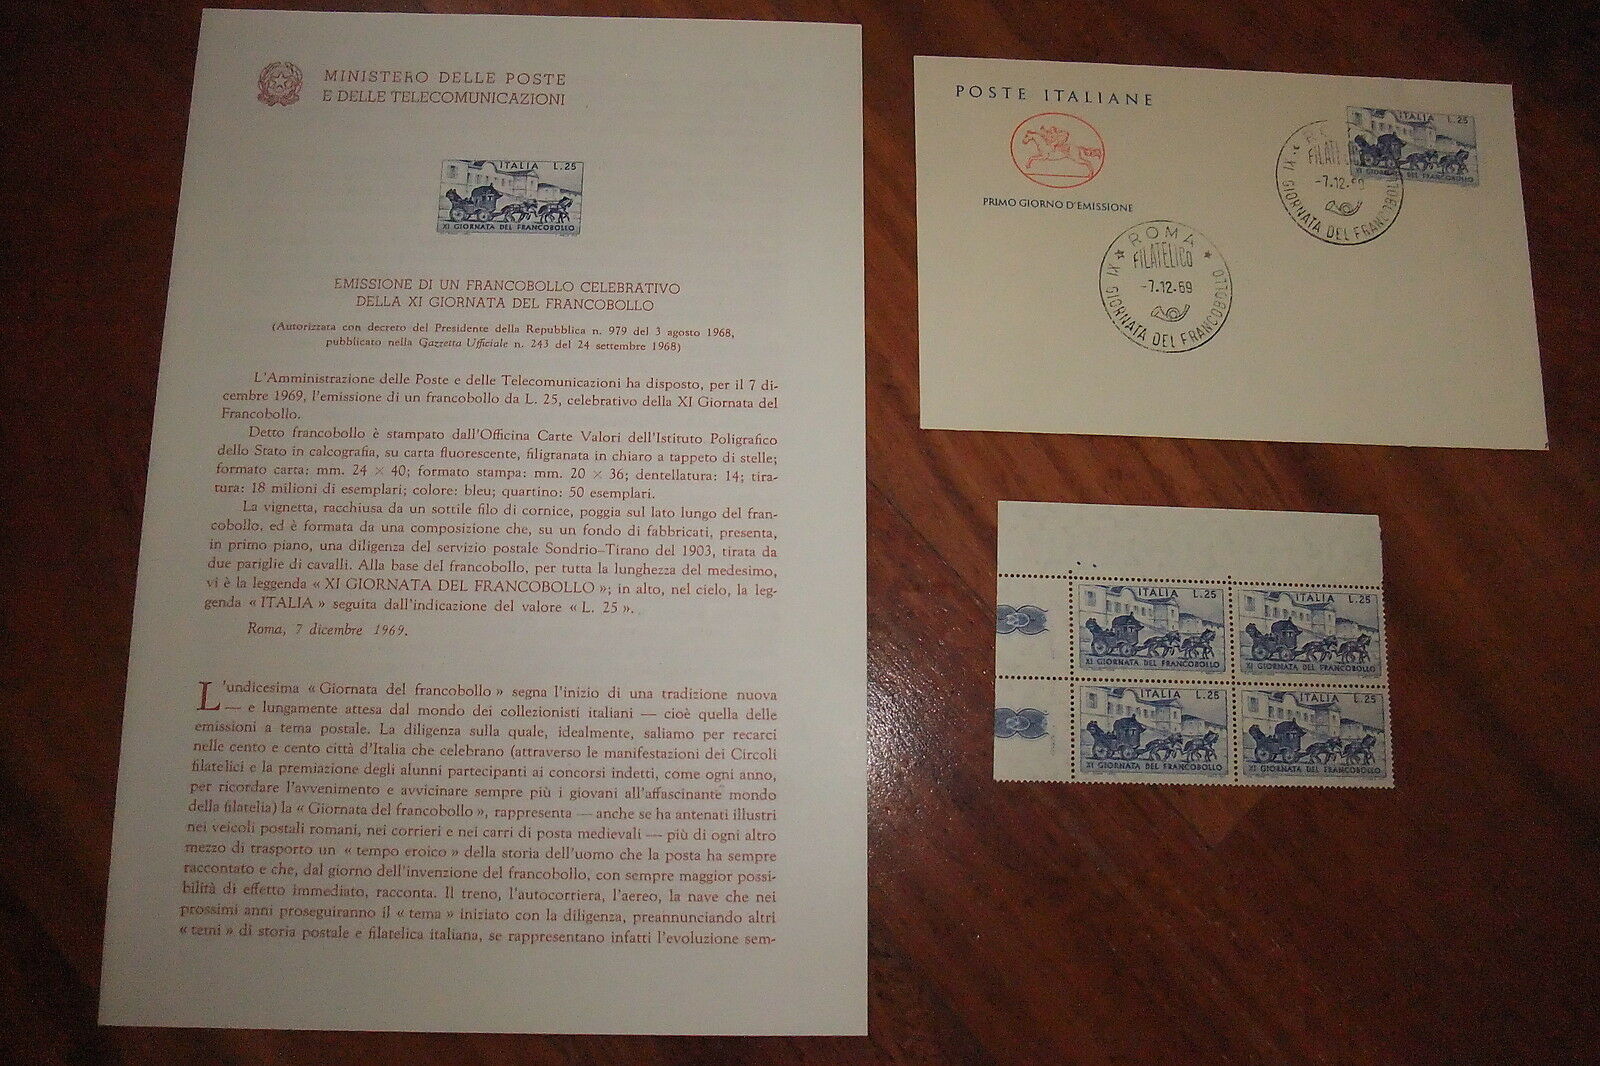 MINISTERO DELLE POSTE
E DELLE TELECOMUNICAZIONI
ITALIA L.25
XI GIORNATA DEL FRANCOBOLLO
EMISSIONE DI UN FRANCOBOLLO CELEBRATIVO
DELLA XI GIORNATA DEL FRANCOBOLLO
(Autorizzata con decreto del Presidente della Repubblica n. 979 del 3 agosto 1968,
pubblicato nella Gazzetta Ufficiale n. 243 del 24 settembre 1968)
L'Amministrazione delle Poste e delle Telecomunicazioni ha disposto, per il 7 di-
cembre 1969, l'emissione di un francobollo da L. 25, celebrativo della XI Giornata del
Francobollo.
Detto francobollo è stampato dall'Officina Carte Valori dell'Istituto Poligrafico
dello Stato in calcografia, su carta fluorescente, filigranata in chiaro a tappeto di stelle;
formato carta: mm. 24 × 40; formato stampa: mm. 20 × 36; dentellatura: 14; tira-
tura: 18 milioni di esemplari; colore: bleu; quartino: 50 esemplari.
La vignetta, racchiusa da un sottile filo di cornice, poggia sul lato lungo del fran-
cobollo, ed è formata da una composizione che, su un fondo di fabbricati, presenta,
in primo piano, una diligenza del servizio postale Sondrio-Tirano del 1903, tirata da
due pariglie di cavalli. Alla base del francobollo, per tutta la lunghezza del medesimo,
vi è la leggenda « XI GIORNATA DEL FRANCOBOLLO »; in alto, nel cielo, la leg-
genda « ITALIA » seguita dall'indicazione del valore « L. 25 ».
Roma, 7 dicembre 1969.
L'undicesima « Giornata del francobollo » segna l'inizio di una tradizione nuova
— e lungamente attesa dal mondo dei collezionisti italiani — cioè quella delle
emissioni a tema postale. La diligenza sulla quale, idealmente, saliamo per recarci
nelle cento e cento città d'Italia che celebrano (attraverso le manifestazioni dei Circoli
filatelici e la premiazione degli alunni partecipanti ai concorsi indetti, come ogni anno,
per ricordare l'avvenimento e avvicinare sempre più i giovani all'affascinante mondo
della filatelia) la « Giornata del francobollo », rappresenta — anche se ha antenati illustri
nei veicoli postali romani, nei corrieri e nei carri di posta medievali — più di ogni altro
mezzo di trasporto un « tempo eroico » della storia dell'uomo che la posta ha sempre
raccontato e che, dal giorno dell'invenzione del francobollo, con sempre maggior possi-
bilità di effetto immediato, racconta. Il treno, l'autocorriera, l'aereo, la nave che nei
prossimi anni proseguiranno il « tema » iniziato con la diligenza, preannunciando altri
« temi » di storia postale e filatelica italiana, se rappresentano infatti l'evoluzione sem-
POSTE ITALIANE
PRIMO GIORNO D'EMISSIONE
ROMA
FILATELICO
-7.12.69
XI GIORNATA DEL FRANCOBOLLO
ITALIA L.25
XI GIORNATA DEL FRANCOBOLLO
FILATELICO
-7.12.69
XI GIORNATA DEL FRANCOBOLLO
ITALIA L.25
XI GIORNATA DEL FRANCOBOLLO
ITALIA L.25
XI GIORNATA DEL FRANCOBOLLO
ITALIA L.25
XI GIORNATA DEL FRANCOBOLLO
ITALIA L.25
XI GIORNATA DEL FRANCOBOLLO